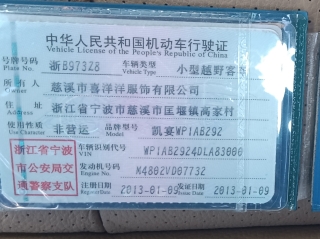 中华人民共和国机动车行驶证
Vehicle License of the People's Republic of China
号牌号码 浙B973Z8 车辆类型 小型越野客车
Plate No. Vehicle Type
所有人 慈溪市喜洋洋服饰有限公司
Owner
住址 浙江省宁波市慈溪市匡堰镇高家村
Address
使用性质 非营运 品牌型号 凯宴WP1AB292
Use Character Model
浙江省宁波 车辆识别代号 WP1AB2924DLA83000
VIN
市公安局交 发动机号码 M4802VD07732
Engine No.
通警察支队 注册日期 2013-01-09 发证日期 2013-01-09
Register Date Issue Date